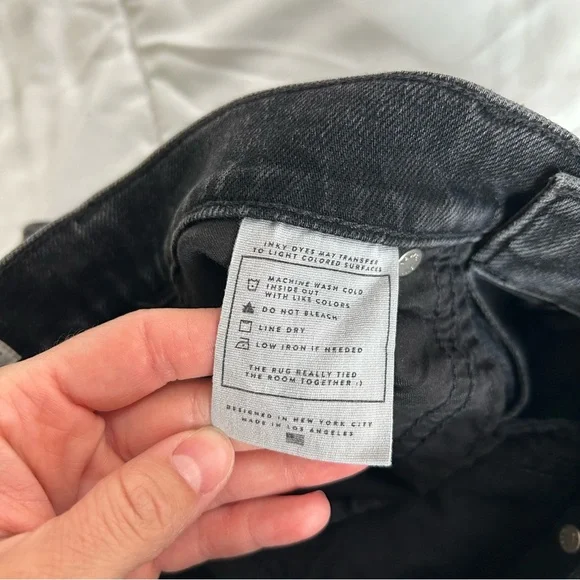 INKY DYES MAY TRANSFER
TO LIGHT COLORED SURFACES
MACHINE WASH COLD
INSIDE OUT
WITH LIKE COLORS
DO NOT BLEACH
LINE DRY
LOW IRON IF NEEDED
THE RUG REALLY TIED
THE ROOM TOGETHER :)
DESIGNED IN NEW YORK CITY
MADE IN LOS ANGELES